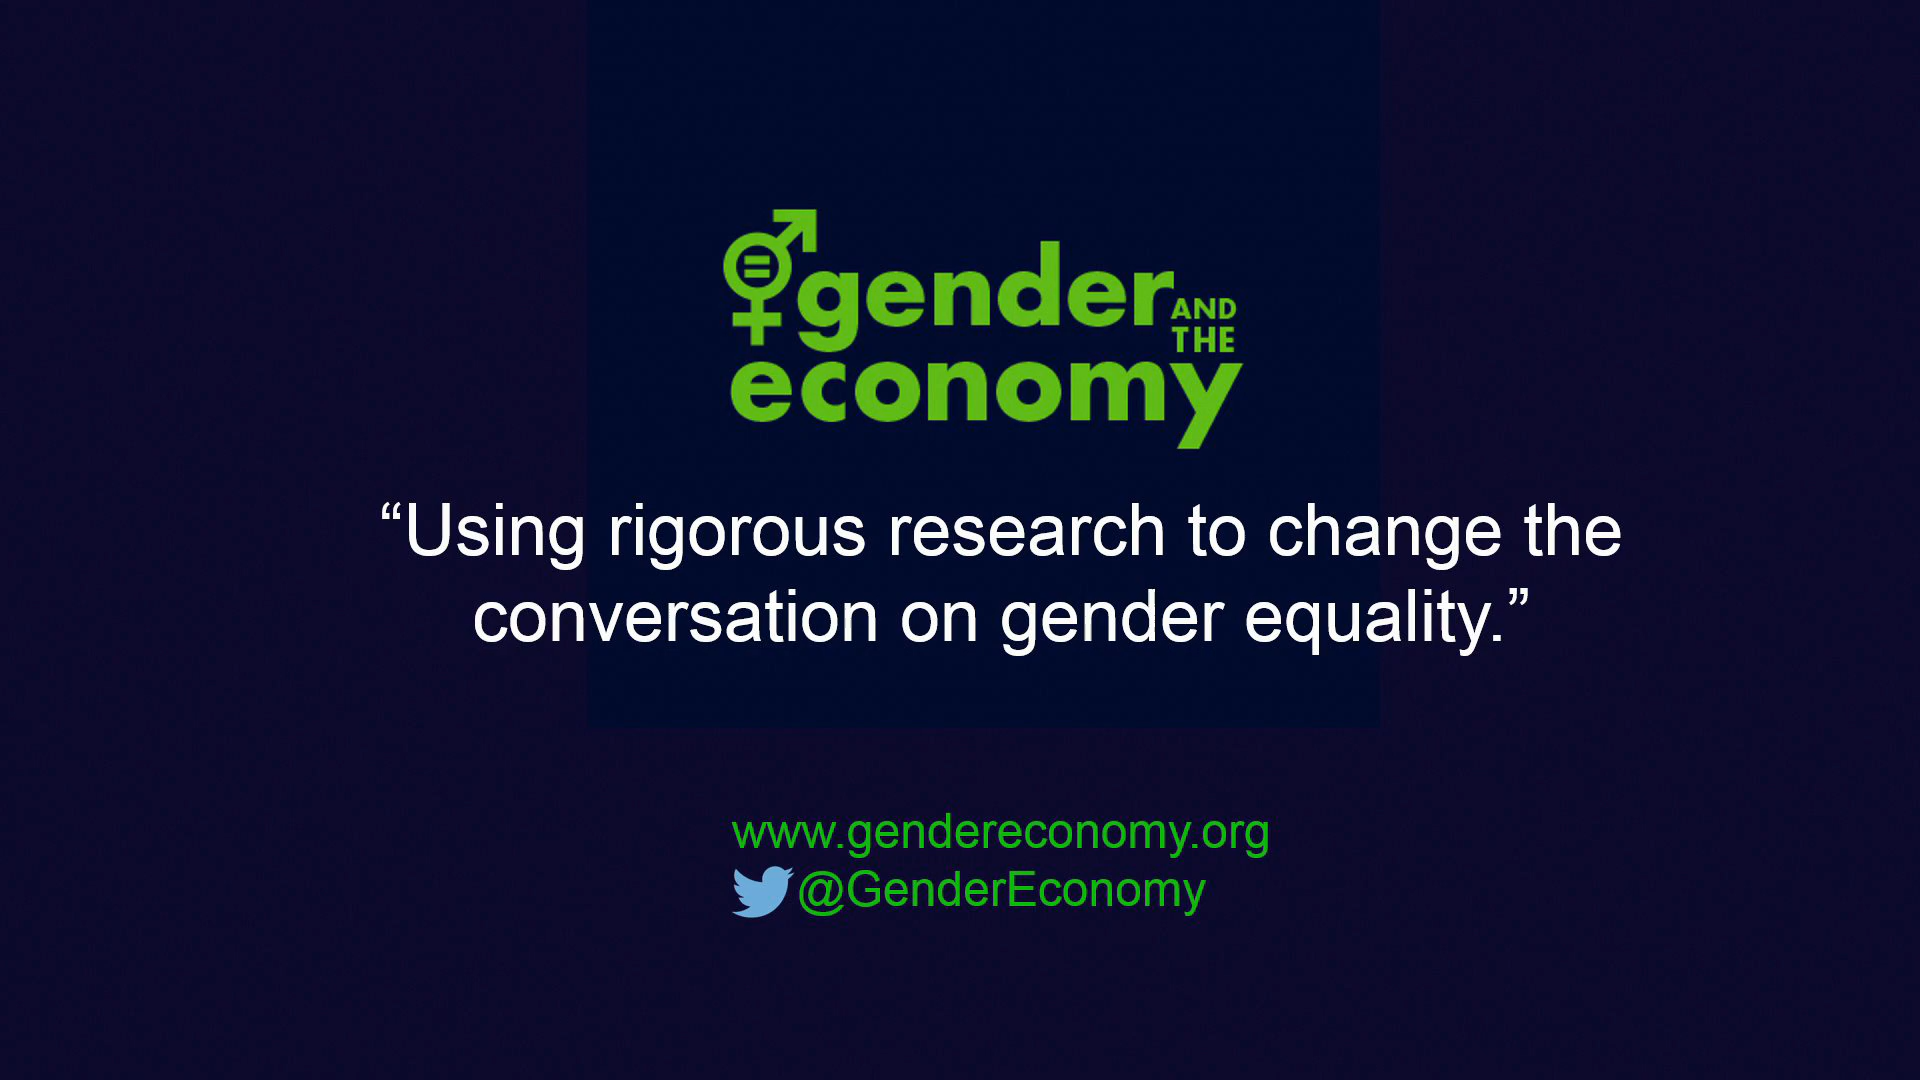 gender AND THE
economy
“Using rigorous research to change the
conversation on gender equality.”
www.gendereconomy.org
@GenderEconomy